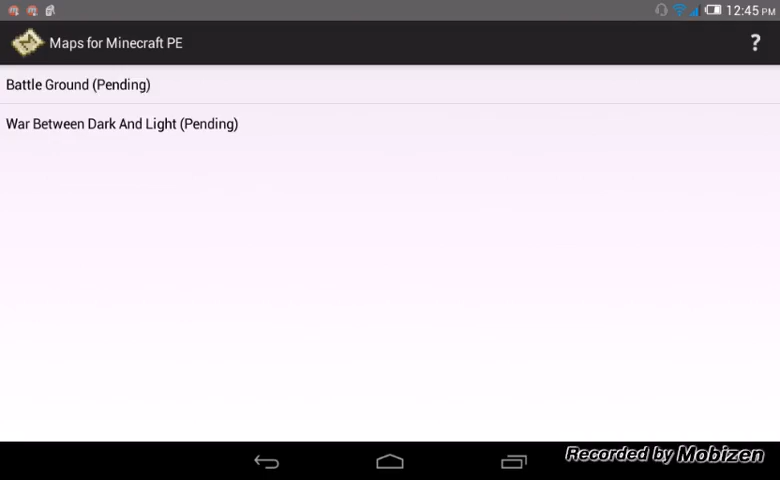 12:45 PM
Maps for Minecraft PE
?
Battle Ground (Pending)
War Between Dark And Light (Pending)
Recorded by Mobizen